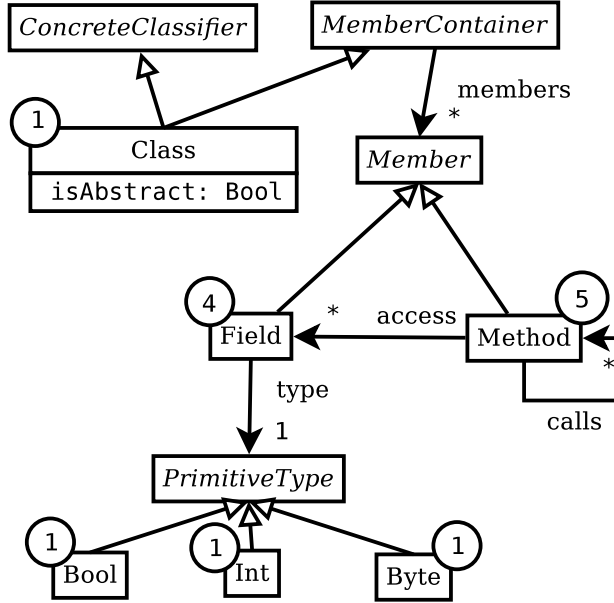 ConcreteClassifier
MemberContainer
members
*
1
Class
isAbstract: Bool
Member
4
Field
*
access
5
Method
*
calls
type
1
PrimitiveType
1
Bool
1
Int
1
Byte